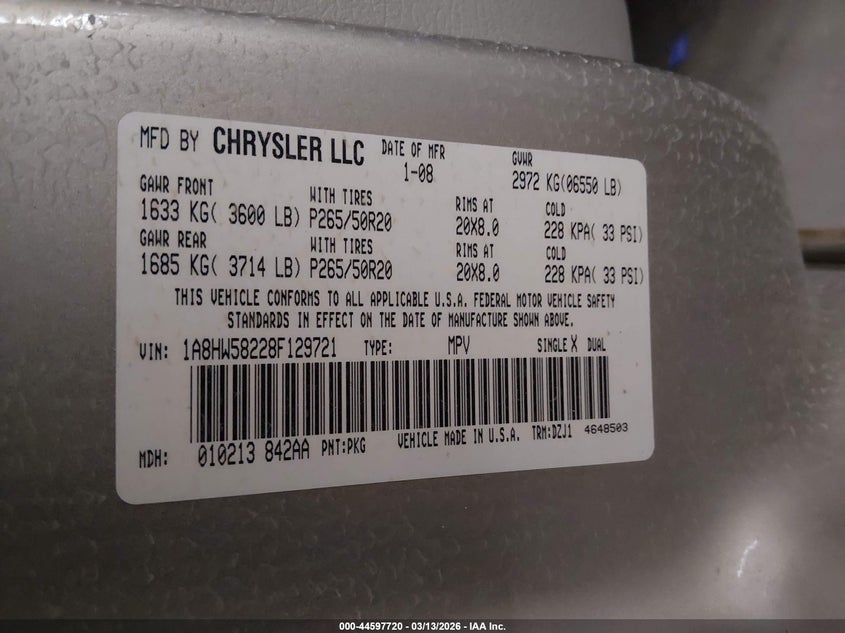 MFD BY CHRYSLER LLC DATE OF MFR GVWR
1-08 2972 KG(06550 LB)
GAWR FRONT WITH TIRES RIMS AT COLD
1633 KG( 3600 LB) P265/50R20 20X8.0 228 KPA( 33 PSI)
GAWR REAR WITH TIRES RIMS AT COLD
1685 KG( 3714 LB) P265/50R20 20X8.0 228 KPA( 33 PSI)
THIS VEHICLE CONFORMS TO ALL APPLICABLE U.S.A. FEDERAL MOTOR VEHICLE SAFETY
STANDARDS IN EFFECT ON THE DATE OF MANUFACTURE SHOWN ABOVE.
VIN: 1A8HW58228F129721 TYPE: MPV SINGLE X DUAL
MDH: 010213 842AA PNT:PKG VEHICLE MADE IN U.S.A. TRM:DZJ1 4648503
000-44597720 — 03/13/2026 — IAA Inc.